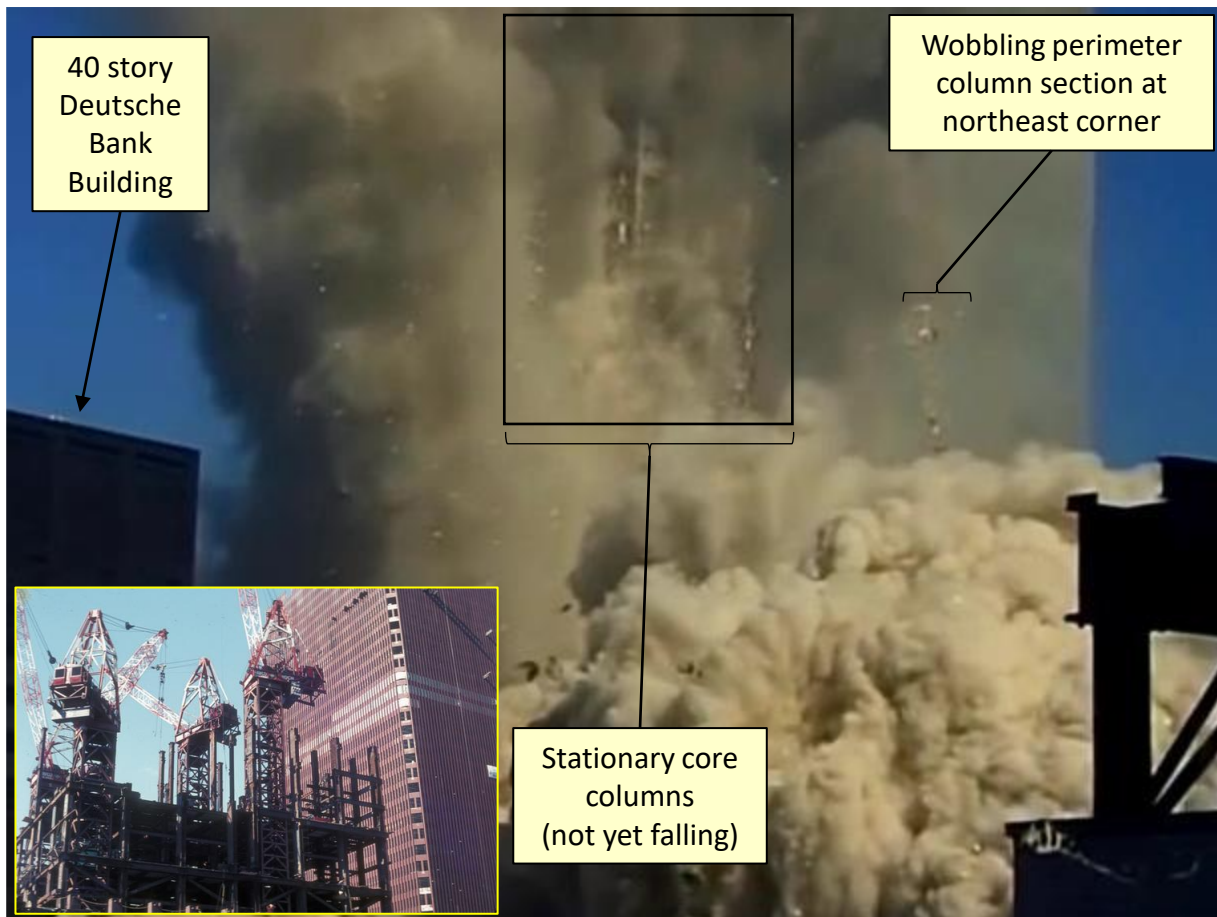 40 story
Deutsche
Bank
Building
Wobbling perimeter
column section at
northeast corner
Stationary core
columns
(not yet falling)